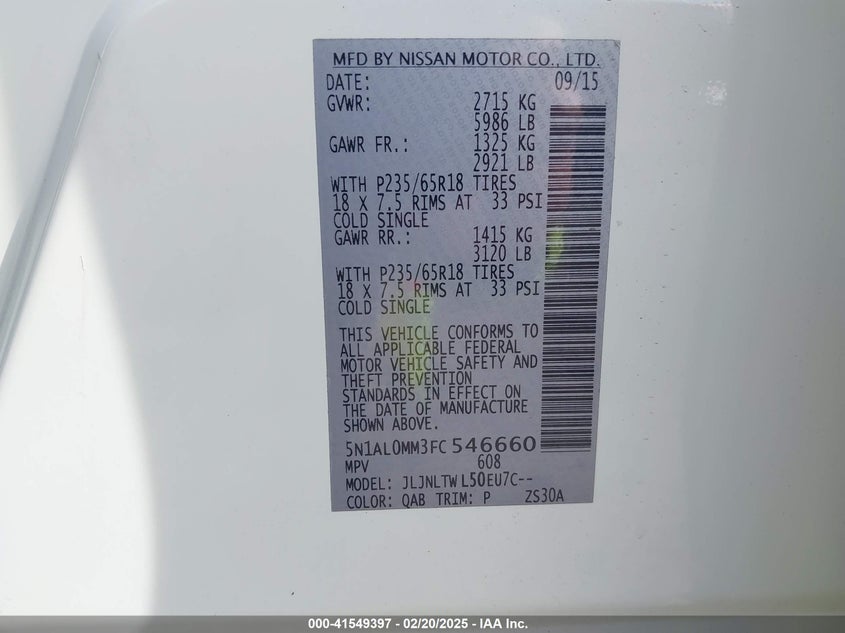 MFD BY NISSAN MOTOR CO., LTD.
DATE: 09/15
GVWR: 2715 KG
5986 LB
GAWR FR.: 1325 KG
2921 LB
WITH P235/65R18 TIRES
18 X 7.5 RIMS AT 33 PSI
COLD SINGLE
GAWR RR.: 1415 KG
3120 LB
WITH P235/65R18 TIRES
18 X 7.5 RIMS AT 33 PSI
COLD SINGLE
THIS VEHICLE CONFORMS TO
ALL APPLICABLE FEDERAL
MOTOR VEHICLE SAFETY AND
THEFT PREVENTION
STANDARDS IN EFFECT ON
THE DATE OF MANUFACTURE
SHOWN ABOVE.
5N1AL0MM3FC546660
MPV 608
MODEL: JLJNLTWL50EU7C--
COLOR: QAB TRIM: P ZS30A
000-41549397 - 02/20/2025 - IAA Inc.